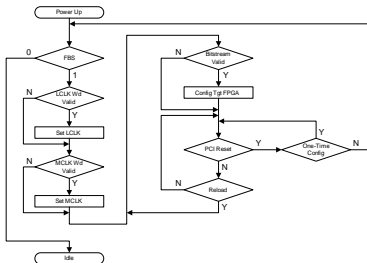 Power Up
0
FBS
1
N
LCLK Wd
Valid
Y
Set LCLK
N
MCLK Wd
Valid
Y
Set MCLK
Idle
N
Bitstream
Valid
Y
Config Tgt FPGA
PCI Reset
Y
N
N
Reload
Y
Y
One-Time
Config
N